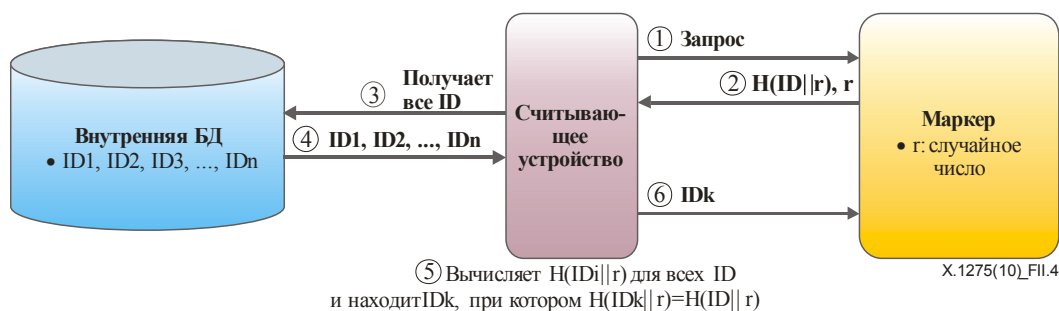 Внутренняя БД
• ID1, ID2, ID3, ..., IDn
③ Получает
все ID
④ ID1, ID2, ..., IDn
Считываю-
щее
устройство
① Запрос
② H(ID||r), r
⑥ IDk
Маркер
• r: случайное
число
⑤ Вычисляет H(IDi||r) для всех ID
и находитIDk, при котором H(IDk||r)=H(ID||r)
X.1275(10)_FII.4